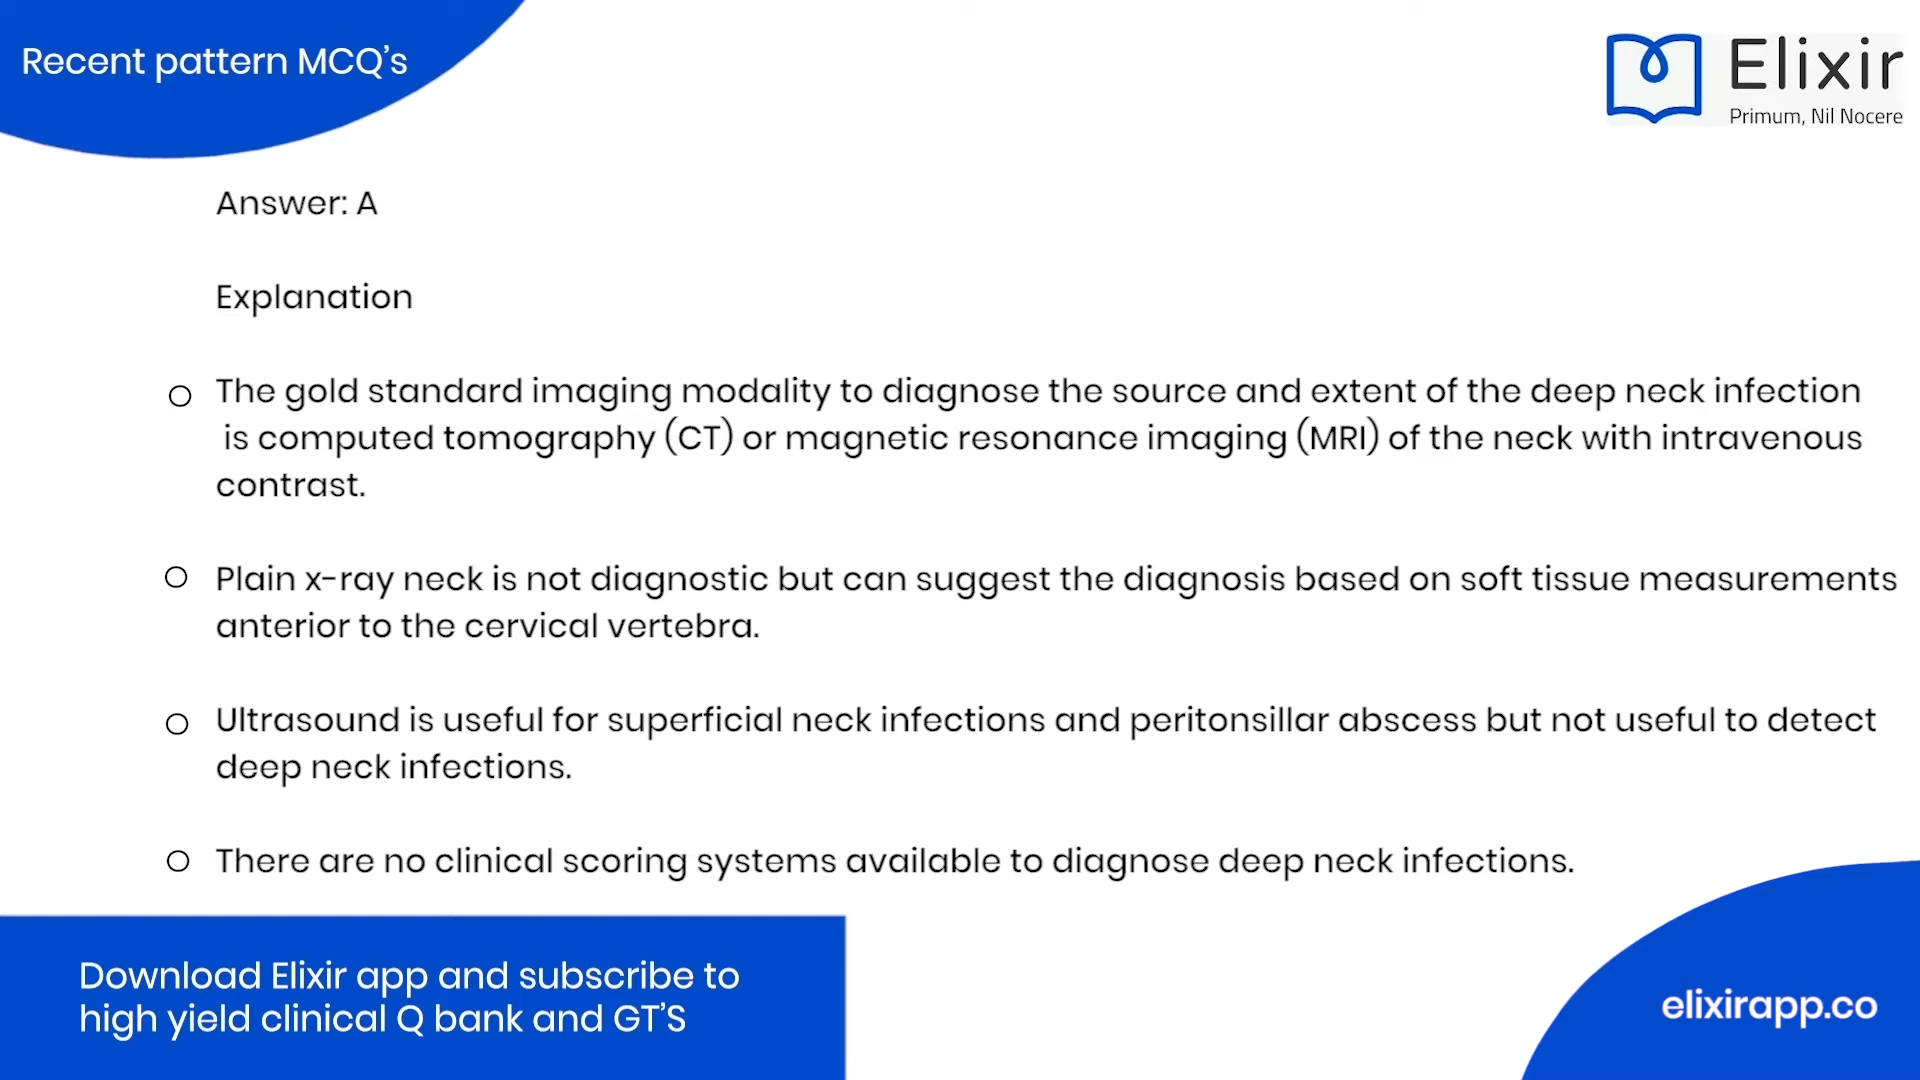 Recent pattern MCQ's
Elixir
Primum, Nil Nocere
Answer: A
Explanation
The gold standard imaging modality to diagnose the source and extent of the deep neck infection
is computed tomography (CT) or magnetic resonance imaging (MRI) of the neck with intravenous
contrast.
Plain x-ray neck is not diagnostic but can suggest the diagnosis based on soft tissue measurements
anterior to the cervical vertebra.
Ultrasound is useful for superficial neck infections and peritonsillar abscess but not useful to detect
deep neck infections.
There are no clinical scoring systems available to diagnose deep neck infections.
Download Elixir app and subscribe to
high yield clinical Q bank and GT'S
elixirapp.co